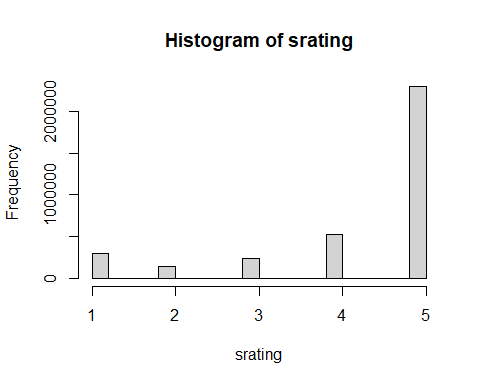 Histogram of srating
Frequency
2000000
1000000
0
1 2 3 4 5
srating